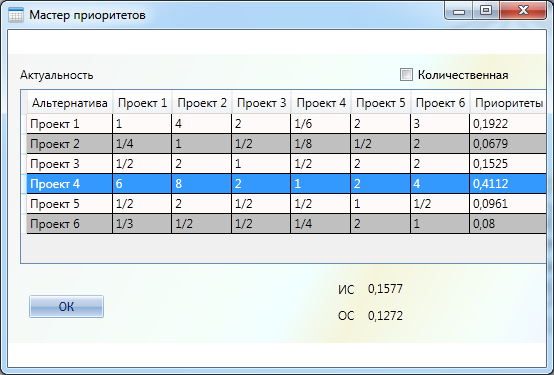 Мастер приоритетов
Актуальность Количественная
Альтернатива Проект 1 Проект 2 Проект 3 Проект 4 Проект 5 Проект 6 Приоритеты
Проект 1 1 4 2 1/6 2 3 0,1922
Проект 2 1/4 1 1/2 1/8 1/2 2 0,0679
Проект 3 1/2 2 1 1/2 2 2 0,1525
Проект 4 6 8 2 1 2 4 0,4112
Проект 5 1/2 2 1/2 1/2 1 1/2 0,0961
Проект 6 1/3 1/2 1/2 1/4 2 1 0,08
ИС 0,1577
ОК
ОС 0,1272